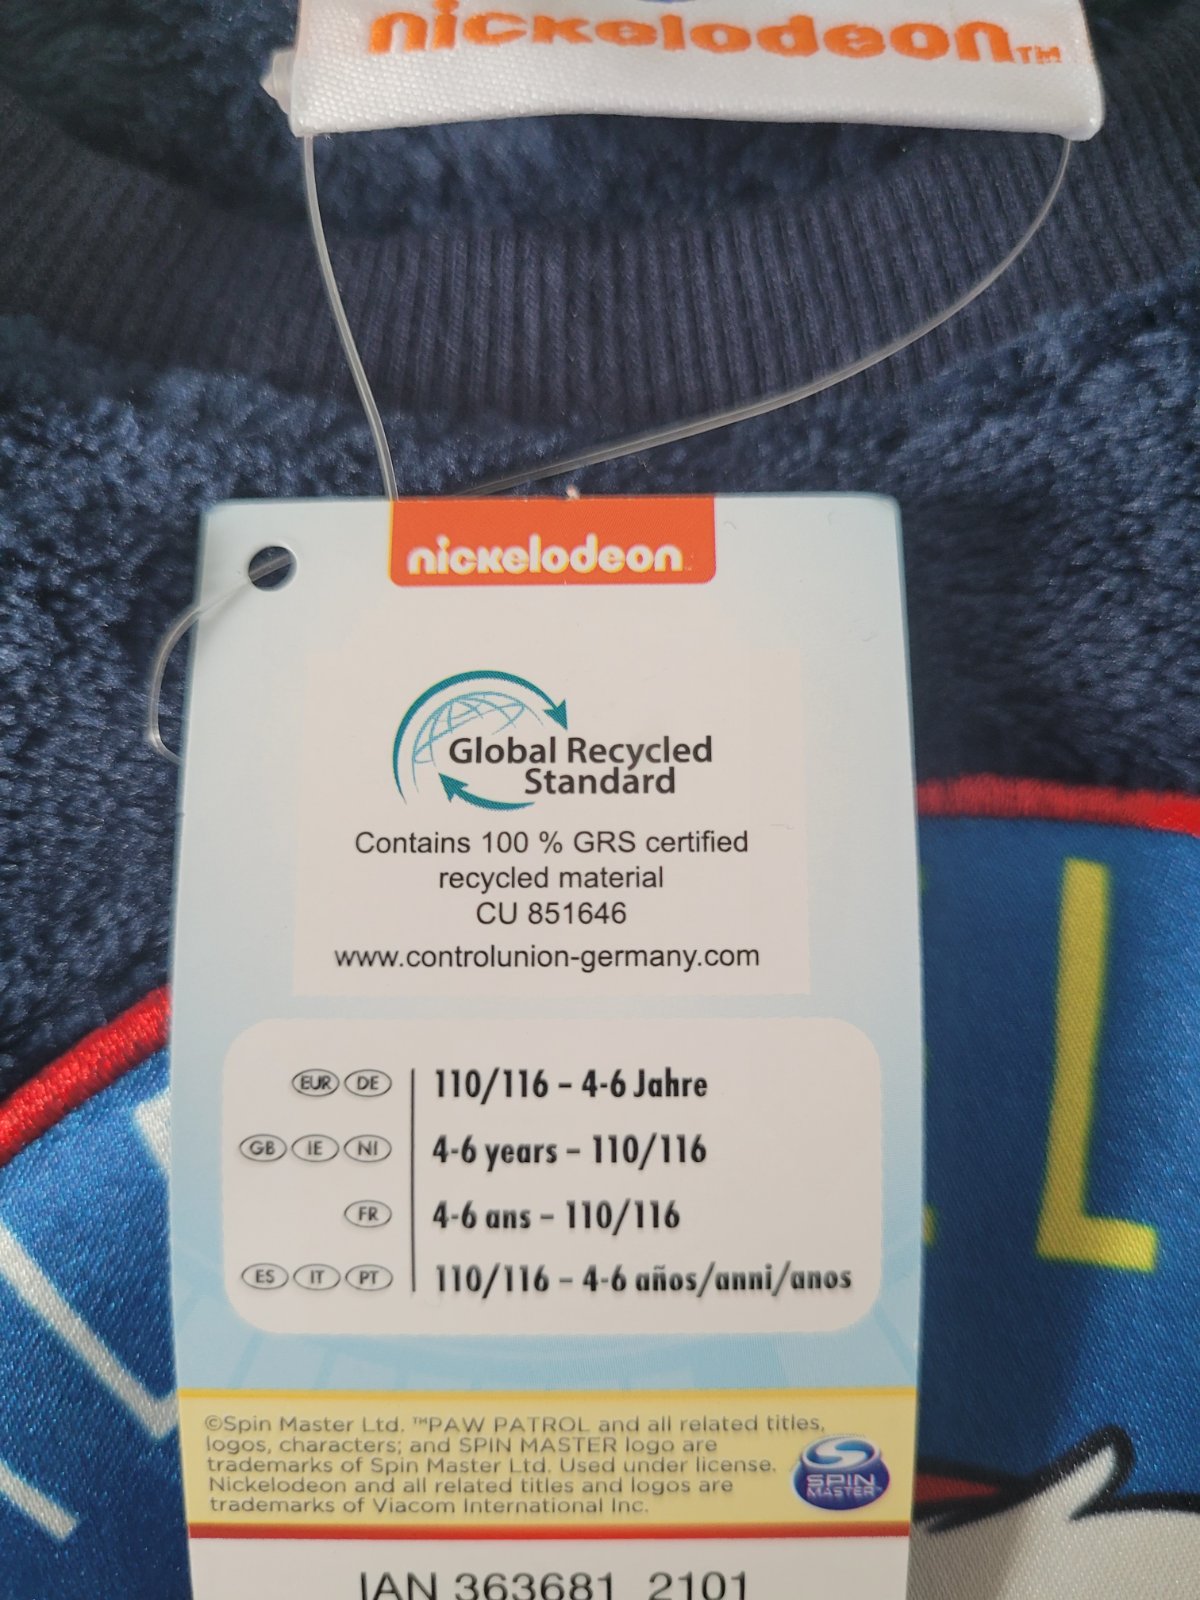 nickelodeon™
nickelodeon
Global Recycled
Standard
Contains 100 % GRS certified
recycled material
CU 851646
www.controlunion-germany.com
EUR DE 110/116 – 4-6 Jahre
GB IE NI 4-6 years – 110/116
FR 4-6 ans – 110/116
ES IT PT 110/116 – 4-6 años/anni/anos
©Spin Master Ltd. ™PAW PATROL and all related titles,
logos, characters; and SPIN MASTER logo are
trademarks of Spin Master Ltd. Used under license.
Nickelodeon and all related titles and logos are
trademarks of Viacom International Inc.
SPIN
MASTER™
IAN 363681_2101